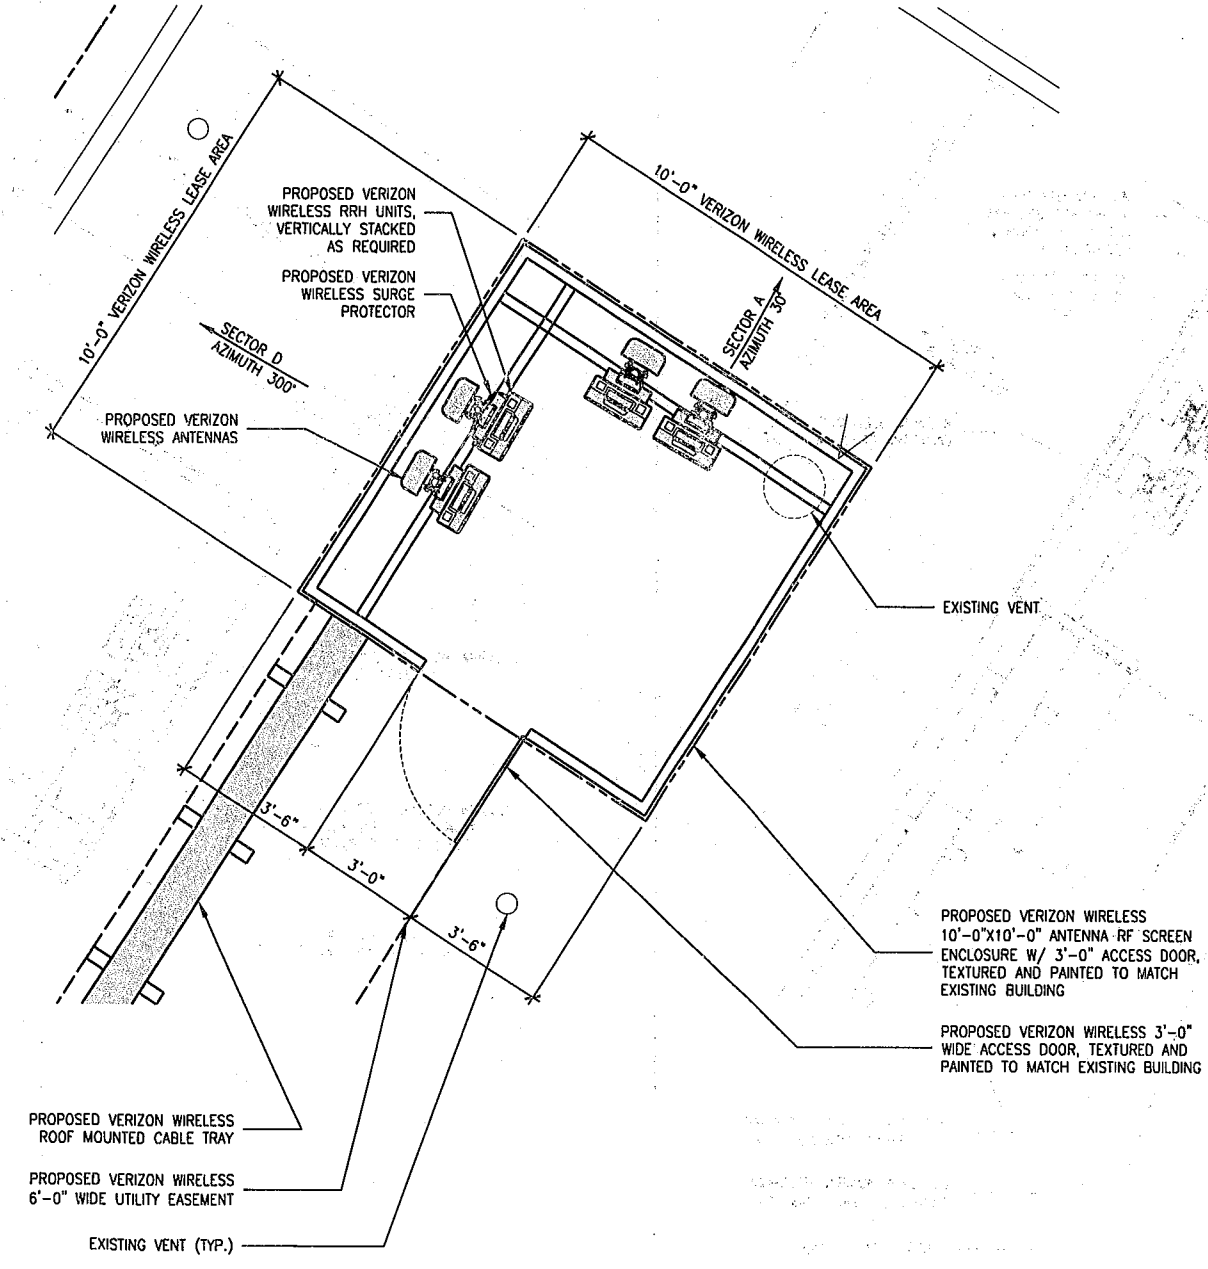 10'-0" VERIZON WIRELESS LEASE AREA
10'-0" VERIZON WIRELESS LEASE AREA
PROPOSED VERIZON
WIRELESS RRH UNITS,
VERTICALLY STACKED
AS REQUIRED
PROPOSED VERIZON
WIRELESS SURGE
PROTECTOR
SECTOR A
AZIMUTH 30°
SECTOR D
AZIMUTH 300°
PROPOSED VERIZON
WIRELESS ANTENNAS
EXISTING VENT
3'-6"
3'-0"
3'-6"
PROPOSED VERIZON WIRELESS
10'-0"X10'-0" ANTENNA RF SCREEN
ENCLOSURE W/ 3'-0" ACCESS DOOR,
TEXTURED AND PAINTED TO MATCH
EXISTING BUILDING
PROPOSED VERIZON WIRELESS 3'-0"
WIDE ACCESS DOOR, TEXTURED AND
PAINTED TO MATCH EXISTING BUILDING
PROPOSED VERIZON WIRELESS
ROOF MOUNTED CABLE TRAY
PROPOSED VERIZON WIRELESS
6'-0" WIDE UTILITY EASEMENT
EXISTING VENT (TYP.)